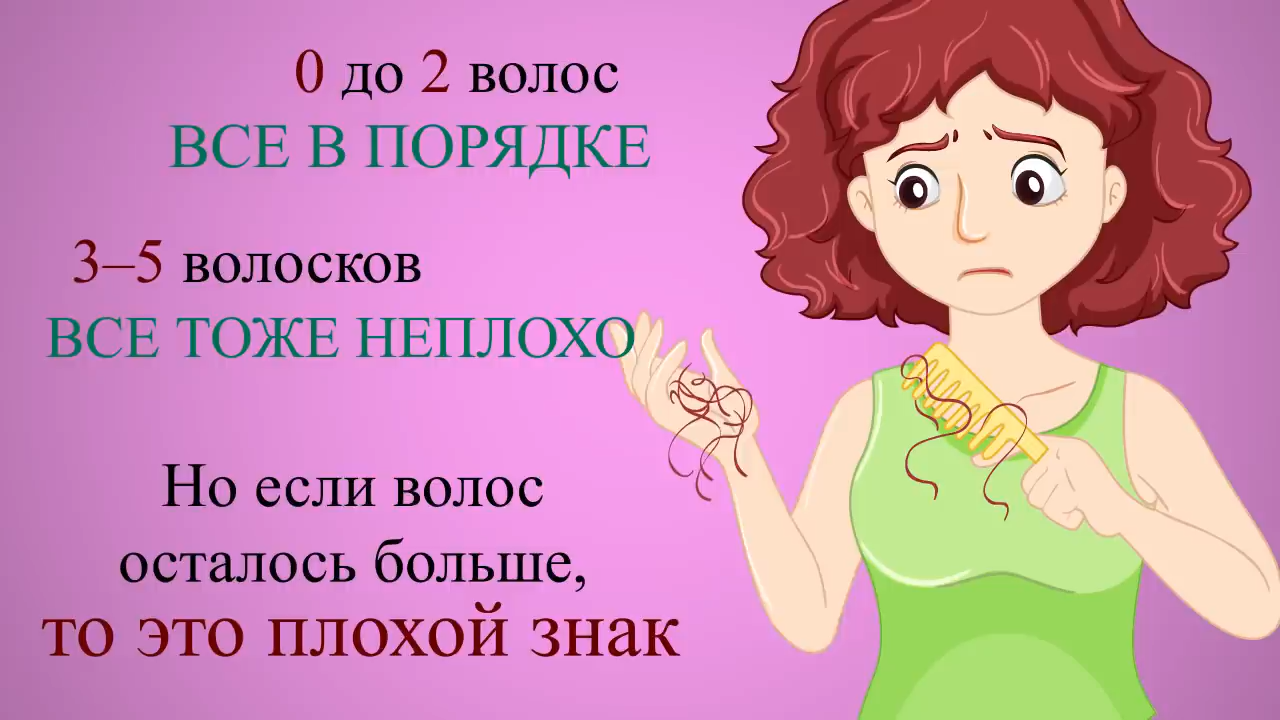 0 до 2 волос
ВСЕ В ПОРЯДКЕ
3–5 волосков
ВСЕ ТОЖЕ НЕПЛОХО
Но если волос
осталось больше,
то это плохой знак